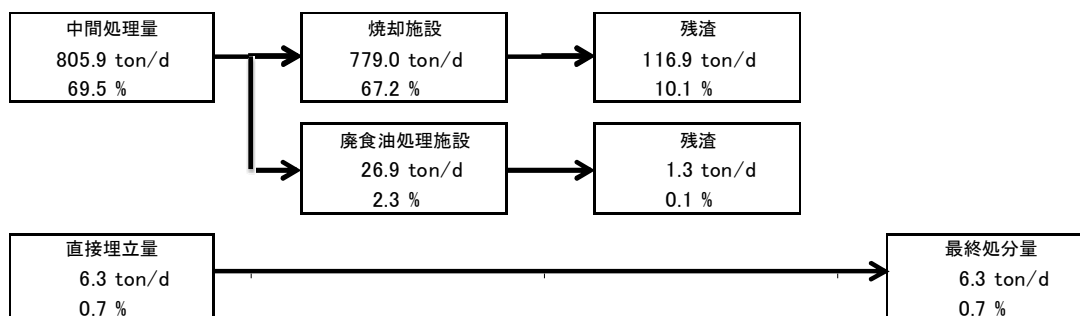 中間処理量
805.9 ton/d
69.5 %
焼却施設
779.0 ton/d
67.2 %
残渣
116.9 ton/d
10.1 %
廃食油処理施設
26.9 ton/d
2.3 %
残渣
1.3 ton/d
0.1 %
直接埋立量
6.3 ton/d
0.7 %
最終処分量
6.3 ton/d
0.7 %